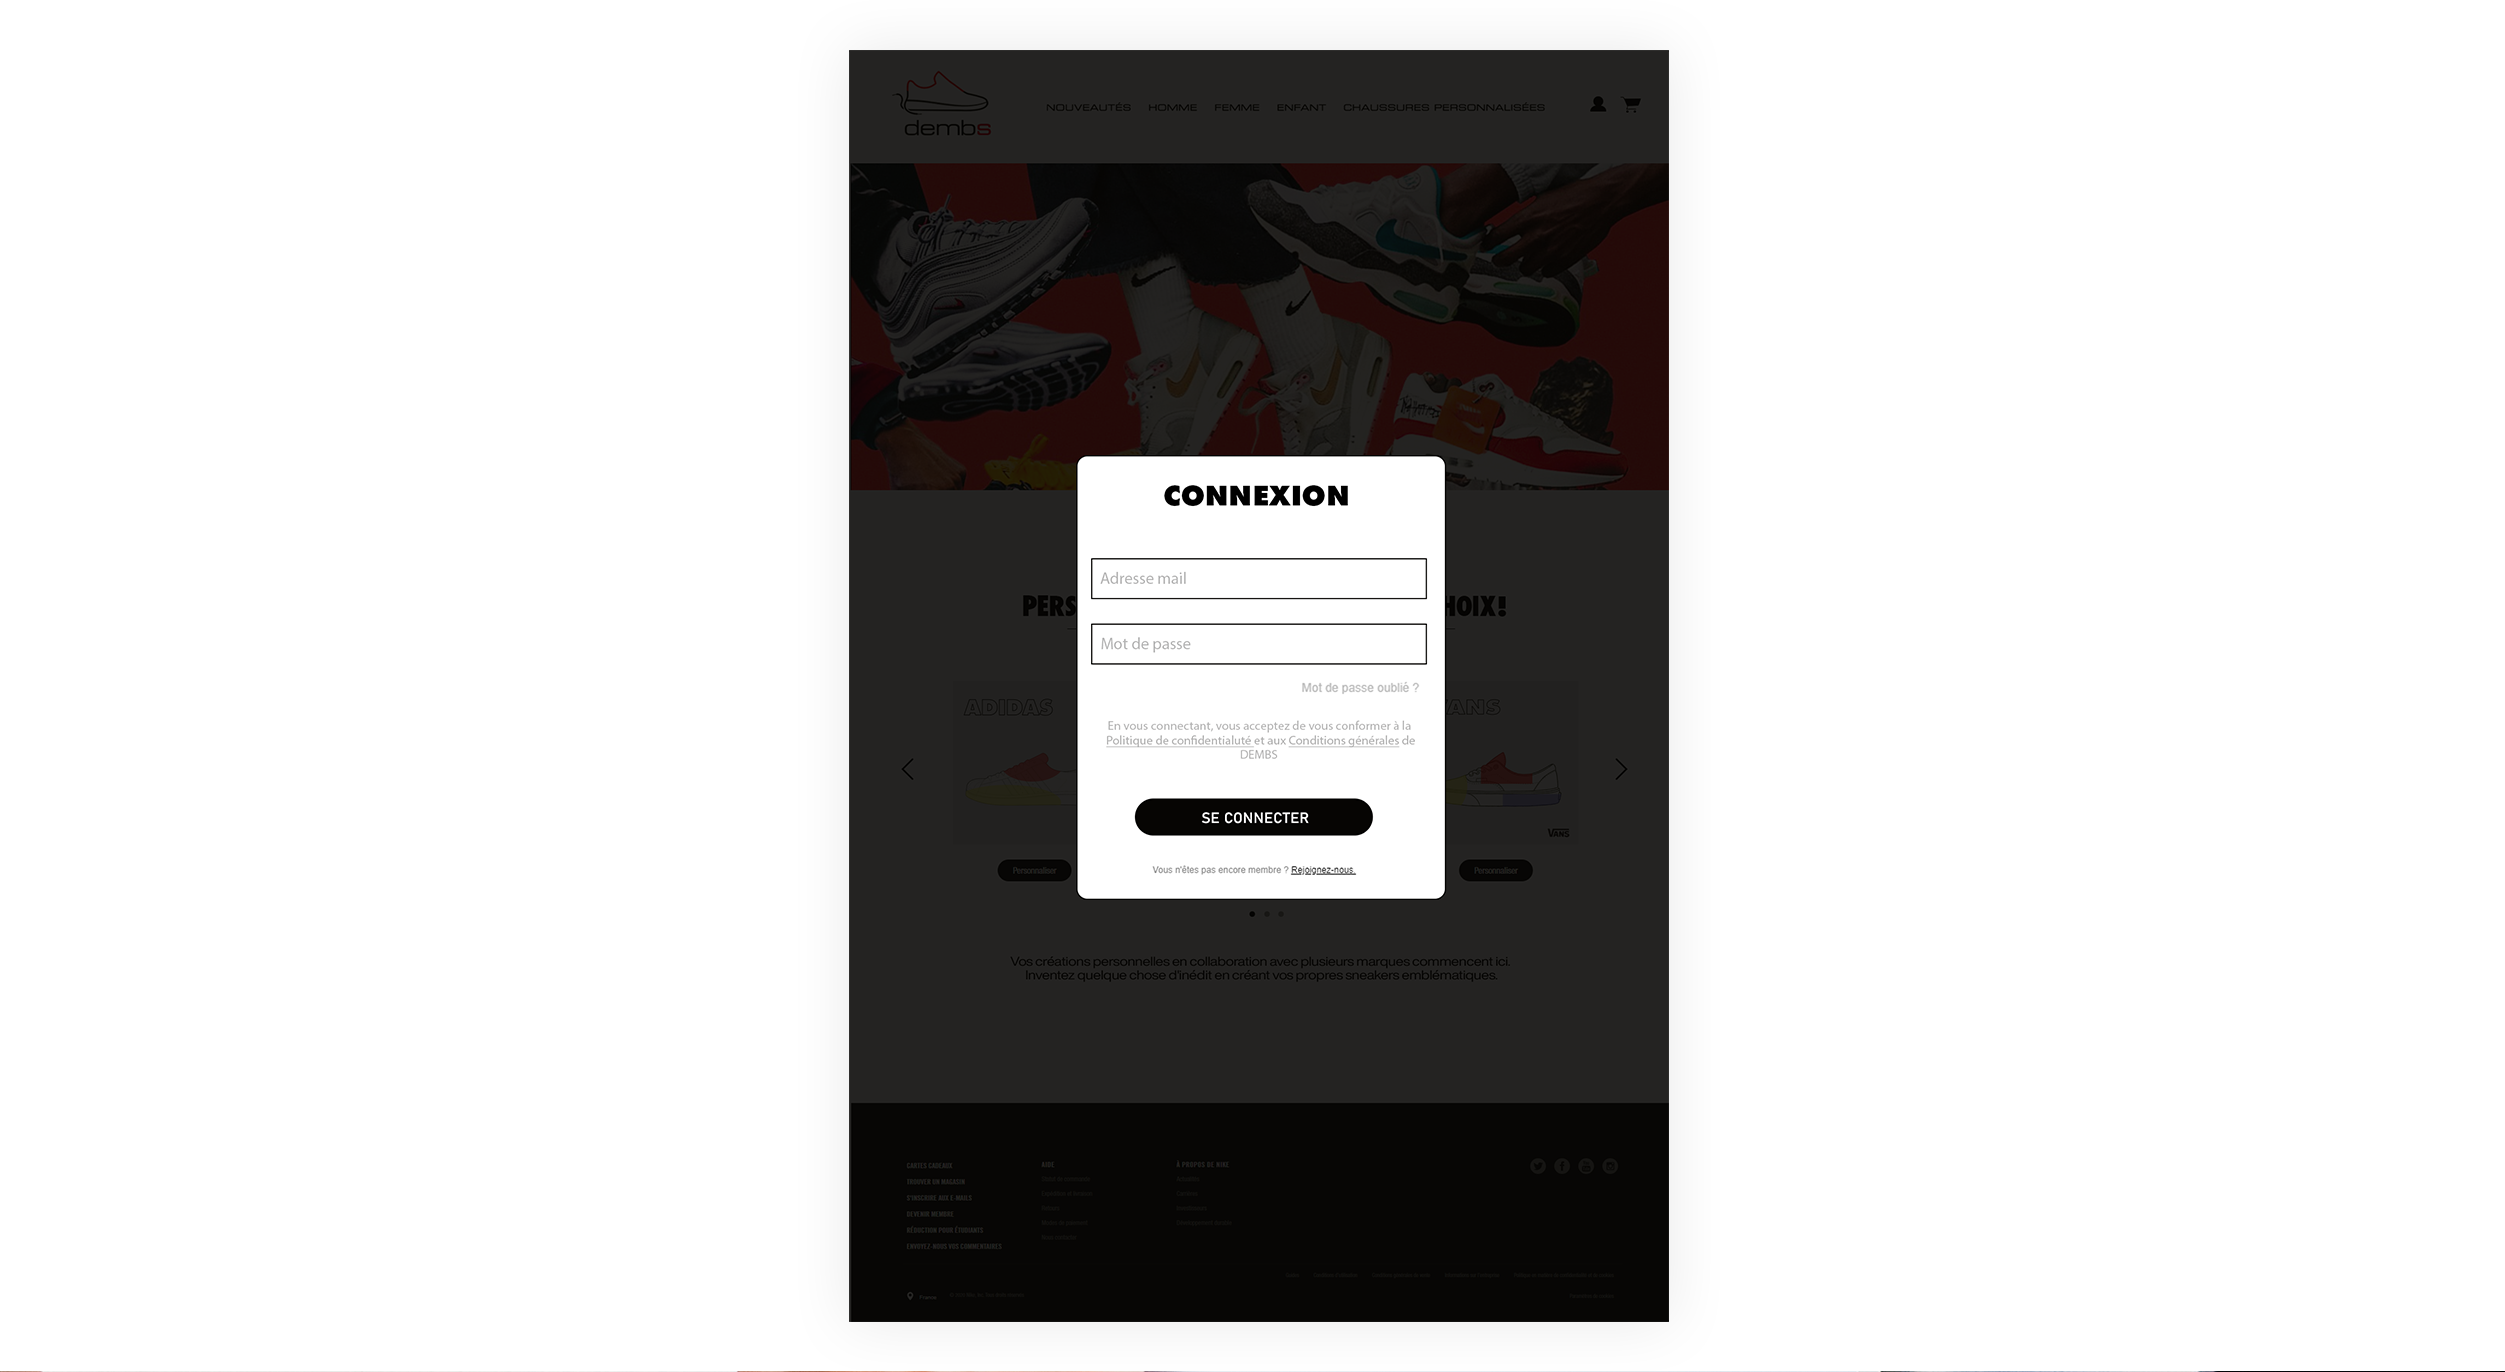 dembs
NOUVEAUTÉS HOMME FEMME ENFANT CHAUSSURES PERSONNALISÉES
CONNEXION
Adresse mail
PERS HOIX!
Mot de passe
Mot de passe oublié ?
ADIDAS ANS
En vous connectant, vous acceptez de vous conformer à la
Politique de confidentialuté et aux Conditions générales de
DEMBS
SE CONNECTER
VANS
Vous n'êtes pas encore membre ? Rejoignez-nous.
Personnaliser Personnaliser
Vos créations personnelles en collaboration avec plusieurs marques commencent ici.
Inventez quelque chose d'inédit en créant vos propres sneakers emblématiques.
CARTES CADEAUX
TROUVER UN MAGASIN
S'INSCRIRE AUX E-MAILS
DEVENIR MEMBRE
RÉDUCTION POUR ÉTUDIANTS
ENVOYEZ-NOUS VOS COMMENTAIRES
AIDE
À PROPOS DE NIKE
France